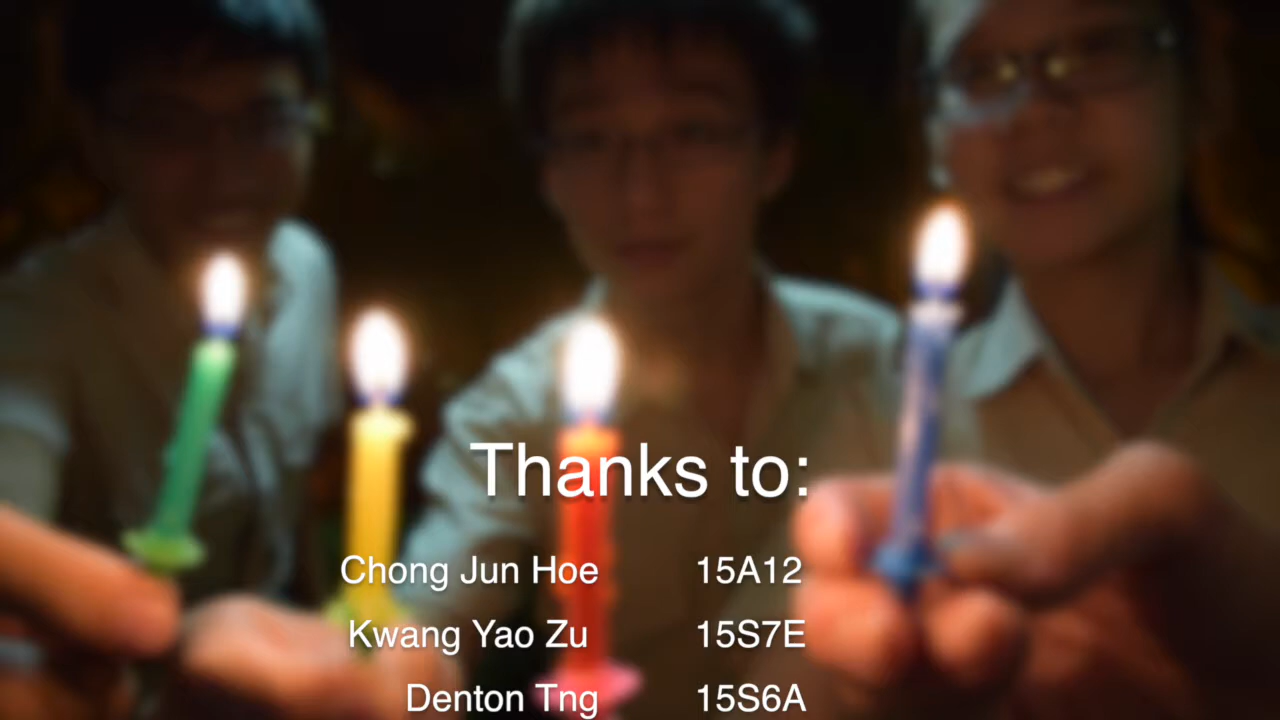 Thanks to:
Chong Jun Hoe 15A12
Kwang Yao Zu 15S7E
Denton Tng 15S6A